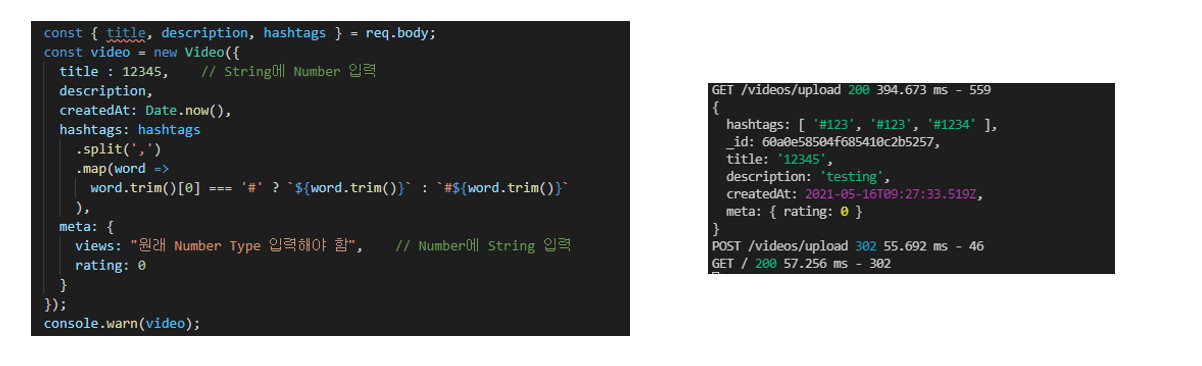 const { title, description, hashtags } = req.body;
const video = new Video({
title : 12345, // String에 Number 입력
description,
createdAt: Date.now(),
hashtags: hashtags
.split(',')
.map(word =>
word.trim()[0] === '#' ? `${word.trim()}` : `#${word.trim()}`
),
meta: {
views: "원래 Number Type 입력해야 함", // Number에 String 입력
rating: 0
}
});
console.warn(video);
GET /videos/upload 200 394.673 ms - 559
{
hashtags: [ '#123', '#123', '#1234' ],
_id: 60a0e58504f685410c2b5257,
title: '12345',
description: 'testing',
createdAt: 2021-05-16T09:27:33.519Z,
meta: { rating: 0 }
}
POST /videos/upload 302 55.692 ms - 46
GET / 200 57.256 ms - 302